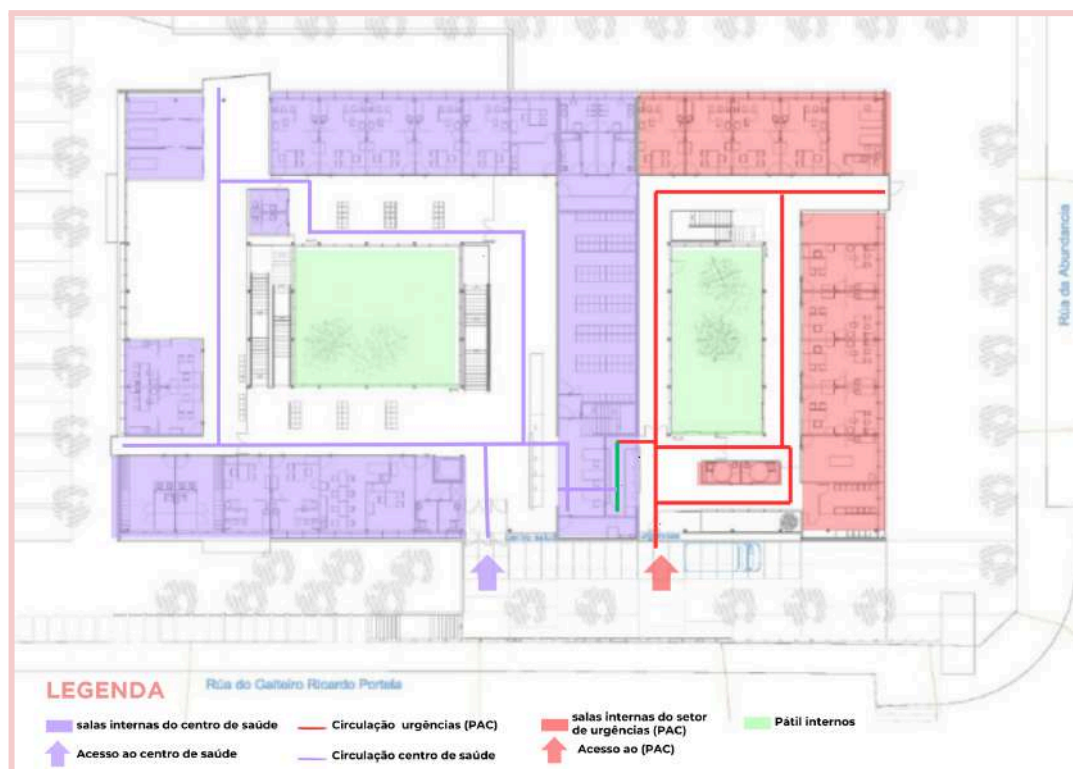 Rúa da Abundancia
Rúa do Gaiteiro Ricardo Portela
LEGENDA
salas internas do centro de saúde
Circulação urgências (PAC)
salas internas do setor
de urgências (PAC)
Pátil internos
Acesso ao centro de saúde
Circulação centro de saúde
Acesso ao (PAC)